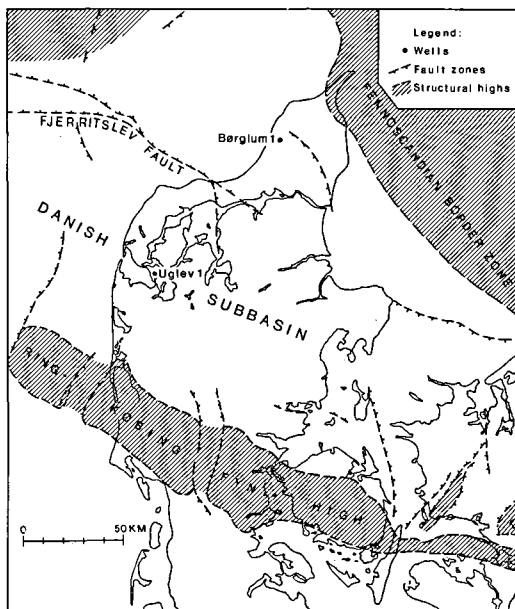 Legend:
Wells
Fault zones
Structural highs
FENNOSCANDIAN BORDER ZONE
FJERRITSLEV FAULT
Børglum 1
DANISH
SUBBASIN
Uglev 1
RING-
KØBING
FYN
HIGH
0
50KM